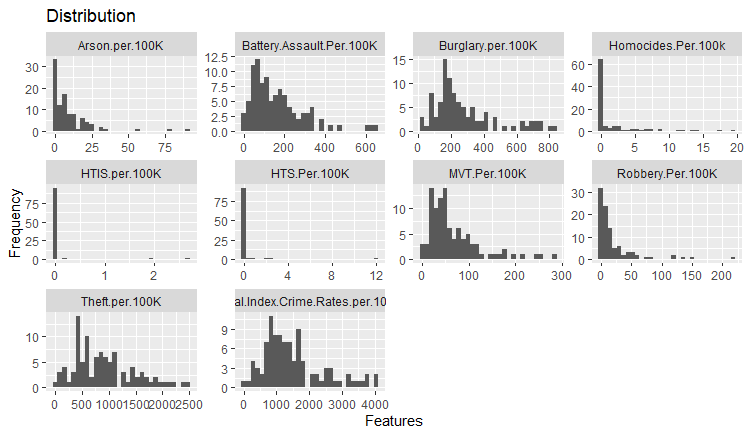 Distribution
Arson.per.100K
Battery.Assault.Per.100K
Burglary.per.100K
Homocides.Per.100k
30
20
10
0
0 25 50 75
12.5
10.0
7.5
5.0
2.5
0.0
0 200 400 600
15
10
5
0
0 200 400 600 800
60
40
20
0
0 5 10 15 20
HTIS.per.100K
HTS.Per.100K
MVT.Per.100K
Robbery.Per.100K
75
50
25
0
0 1 2
75
50
25
0
0 4 8 12
10
5
0
0 100 200 300
30
20
10
0
0 50 100 150 200
Theft.per.100K
al.Index.Crime.Rates.per.10
10
5
0
0 500 1000 1500 2000 2500
9
6
3
0
0 1000 2000 3000 4000
Frequency
Features